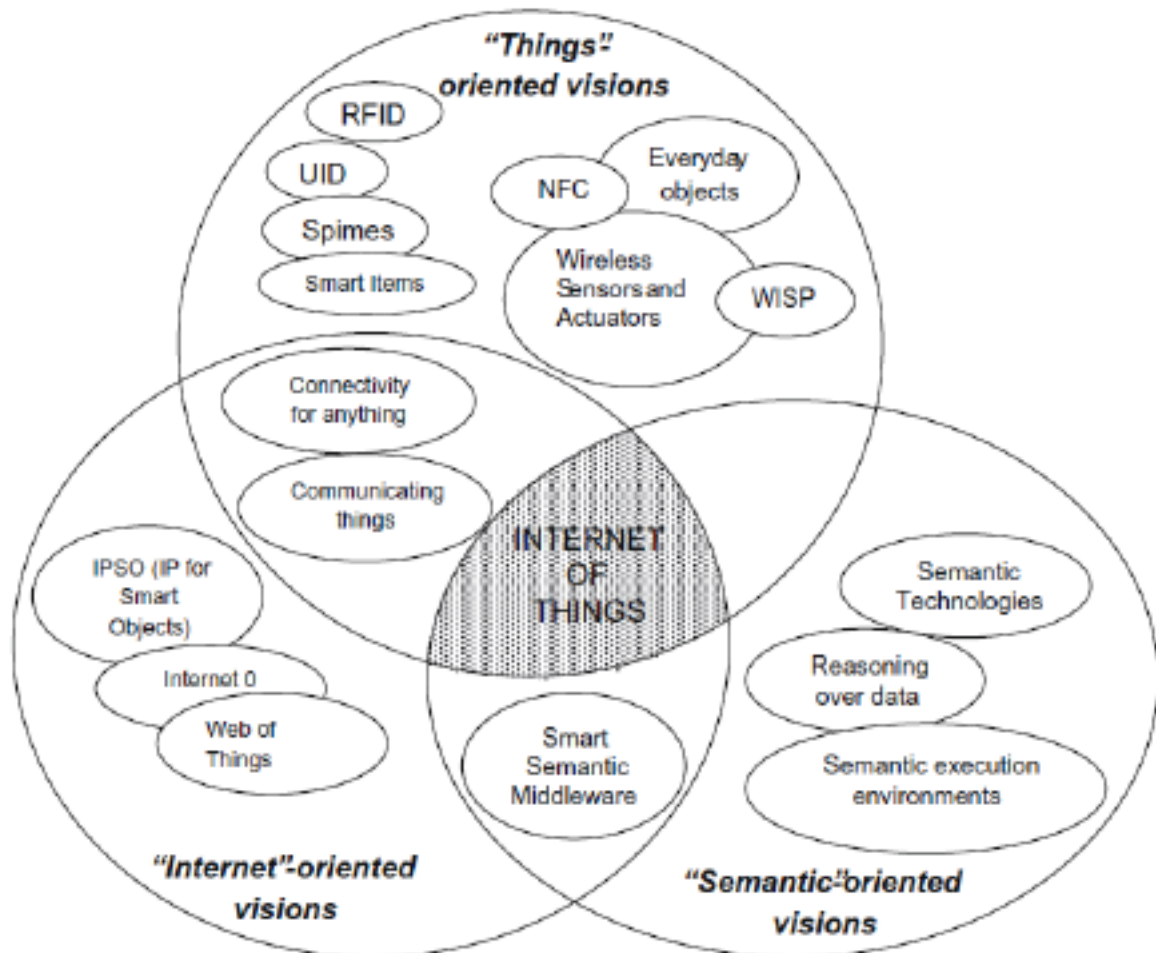 “Things”-
oriented visions
RFID
UID
Spimes
Smart Items
NFC
Everyday
objects
Wireless
Sensors and
Actuators
WISP
Connectivity
for anything
Communicating
things
INTERNET
OF
THINGS
IPSO (IP for
Smart
Objects)
Internet 0
Web of
Things
Semantic
Technologies
Reasoning
over data
Semantic execution
environments
Smart
Semantic
Middleware
“Internet”-oriented
visions
“Semantic”-oriented
visions